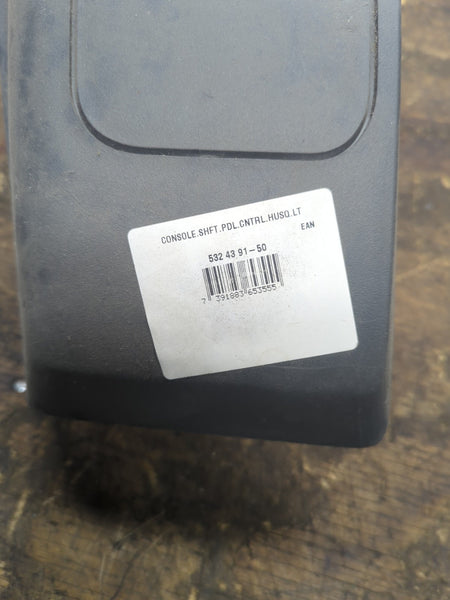 CONSOLE.SHFT.PDL.CNTRL.HUSQ.LT
EAN
532 43 91-50
7 391883 653555